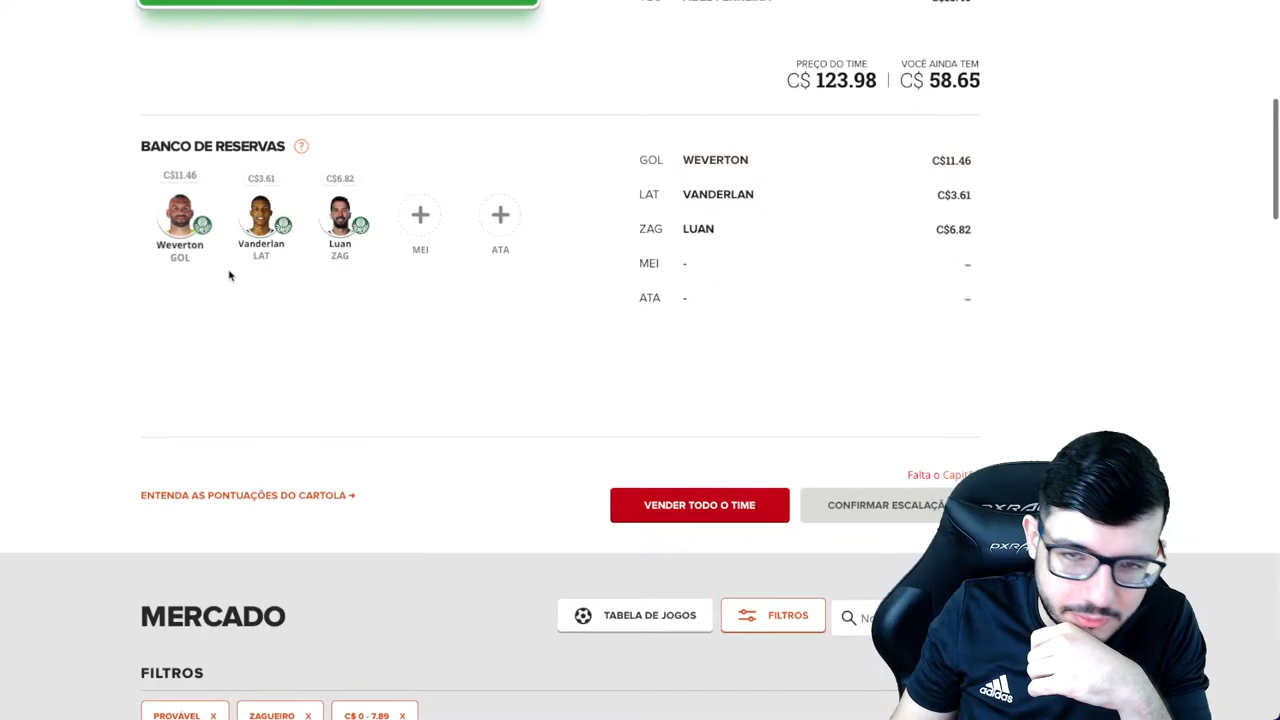 PREÇO DO TIME
C$ 123.98
VOCÊ AINDA TEM
C$ 58.65
BANCO DE RESERVAS ?
C$11.46
Weverton
GOL
C$3.61
Vanderlan
LAT
C$6.82
Luan
ZAG
MEI
ATA
GOL WEVERTON C$11.46
LAT VANDERLAN C$3.61
ZAG LUAN C$6.82
MEI - –
ATA - –
Falta o
ENTENDA AS PONTUAÇÕES DO CARTOLA →
VENDER TODO O TIME
CONFIRMAR
DXRA
MERCADO
TABELA DE JOGOS
FILTROS
FILTROS
PROVÁVEL X
ZAGUEIRO X
C$ 0 - 7.89 X
adidas